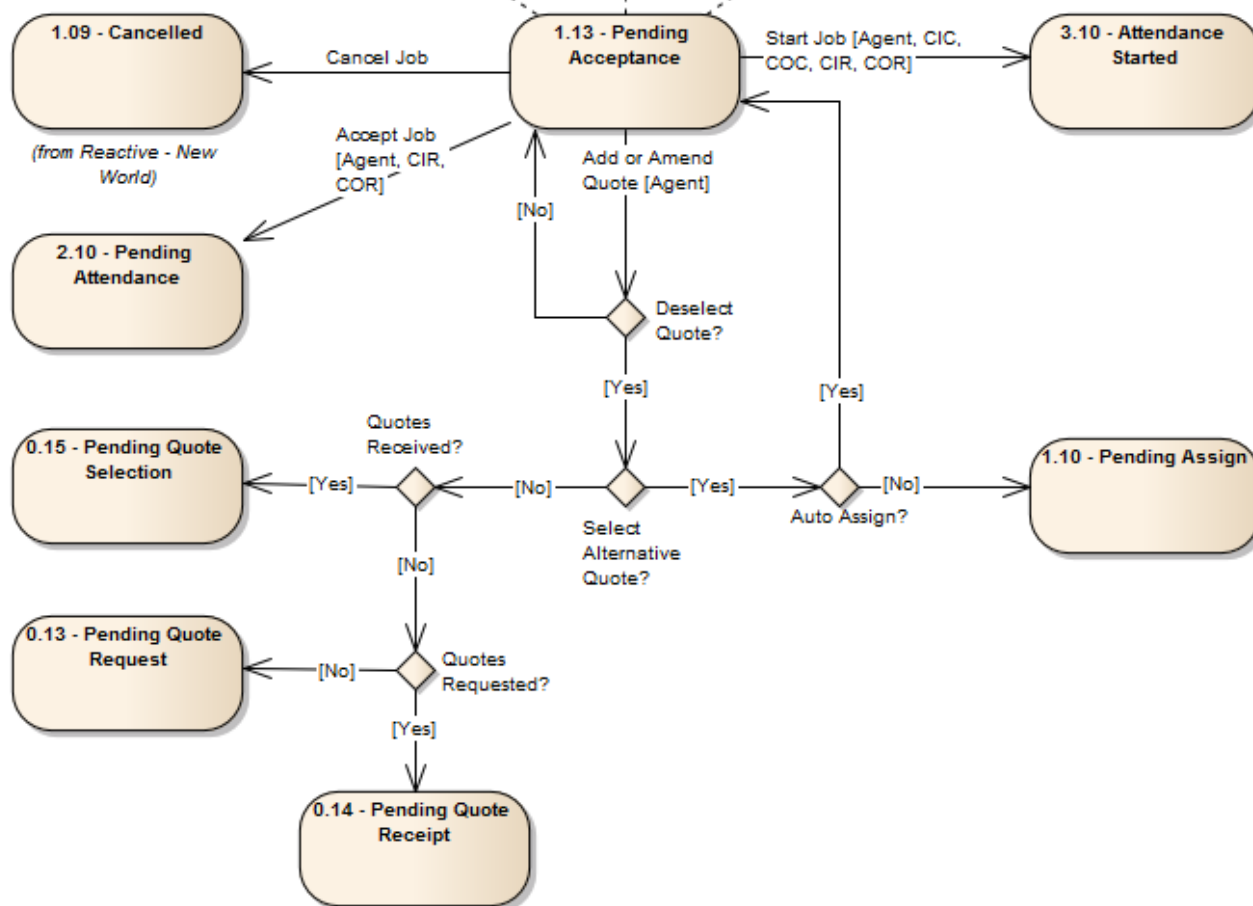 1.09 - Cancelled
Cancel Job
1.13 - Pending
Acceptance
Start Job [Agent, CIC,
COC, CIR, COR]
3.10 - Attendance
Started
(from Reactive - New
World)
Accept Job
[Agent, CIR,
COR]
Add or Amend
Quote [Agent]
[No]
2.10 - Pending
Attendance
Deselect
Quote?
[Yes]
[Yes]
Quotes
Received?
0.15 - Pending Quote
Selection
[Yes]
[No]
[Yes]
[No]
1.10 - Pending Assign
Auto Assign?
Select
Alternative
Quote?
[No]
0.13 - Pending Quote
Request
[No]
Quotes
Requested?
[Yes]
0.14 - Pending Quote
Receipt